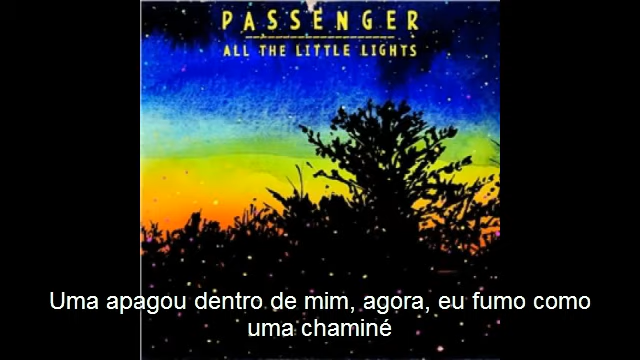 PASSENGER
ALL THE LITTLE LIGHTS
Uma apagou dentro de mim, agora, eu fumo como
uma chaminé